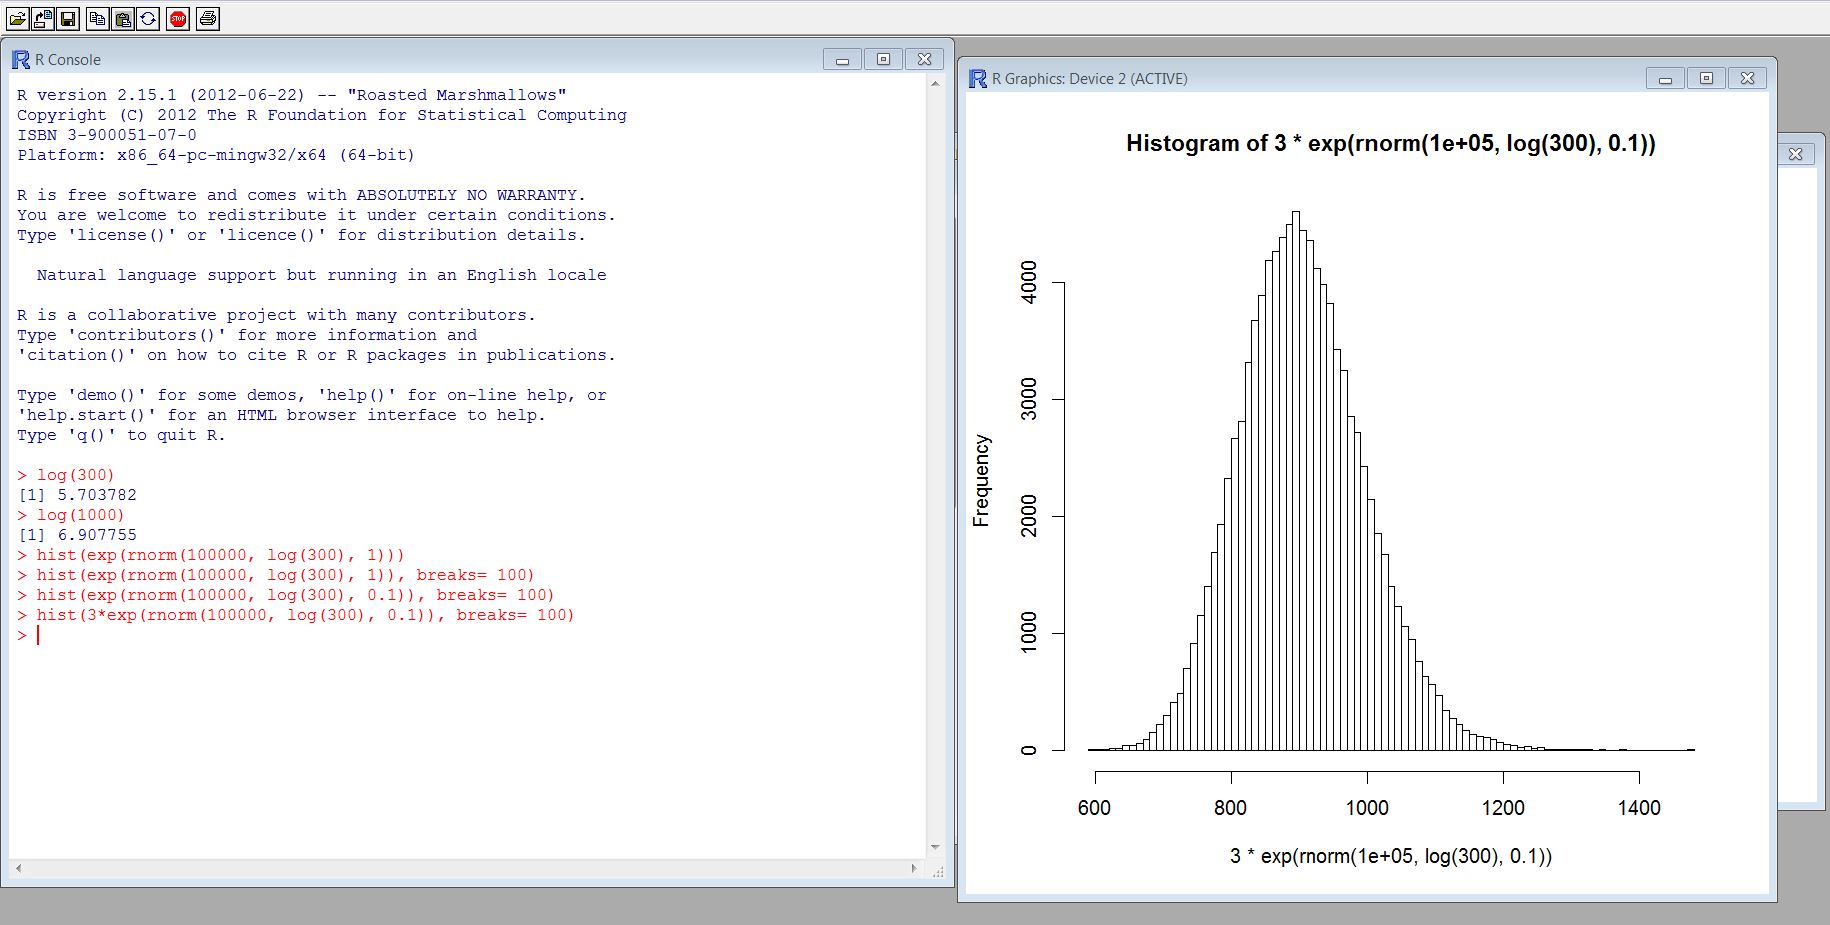 STOP
R Console
R version 2.15.1 (2012-06-22) -- "Roasted Marshmallows"
Copyright (C) 2012 The R Foundation for Statistical Computing
ISBN 3-900051-07-0
Platform: x86_64-pc-mingw32/x64 (64-bit)
R is free software and comes with ABSOLUTELY NO WARRANTY.
You are welcome to redistribute it under certain conditions.
Type 'license()' or 'licence()' for distribution details.
Natural language support but running in an English locale
R is a collaborative project with many contributors.
Type 'contributors()' for more information and
'citation()' on how to cite R or R packages in publications.
Type 'demo()' for some demos, 'help()' for on-line help, or
'help.start()' for an HTML browser interface to help.
Type 'q()' to quit R.
> log(300)
[1] 5.703782
> log(1000)
[1] 6.907755
> hist(exp(rnorm(100000, log(300), 1)))
> hist(exp(rnorm(100000, log(300), 1)), breaks= 100)
> hist(exp(rnorm(100000, log(300), 0.1)), breaks= 100)
> hist(3*exp(rnorm(100000, log(300), 0.1)), breaks= 100)
>
R Graphics: Device 2 (ACTIVE)
Histogram of 3 * exp(rnorm(1e+05, log(300), 0.1))
Frequency
4000
3000
2000
1000
0
600 800 1000 1200 1400
3 * exp(rnorm(1e+05, log(300), 0.1))